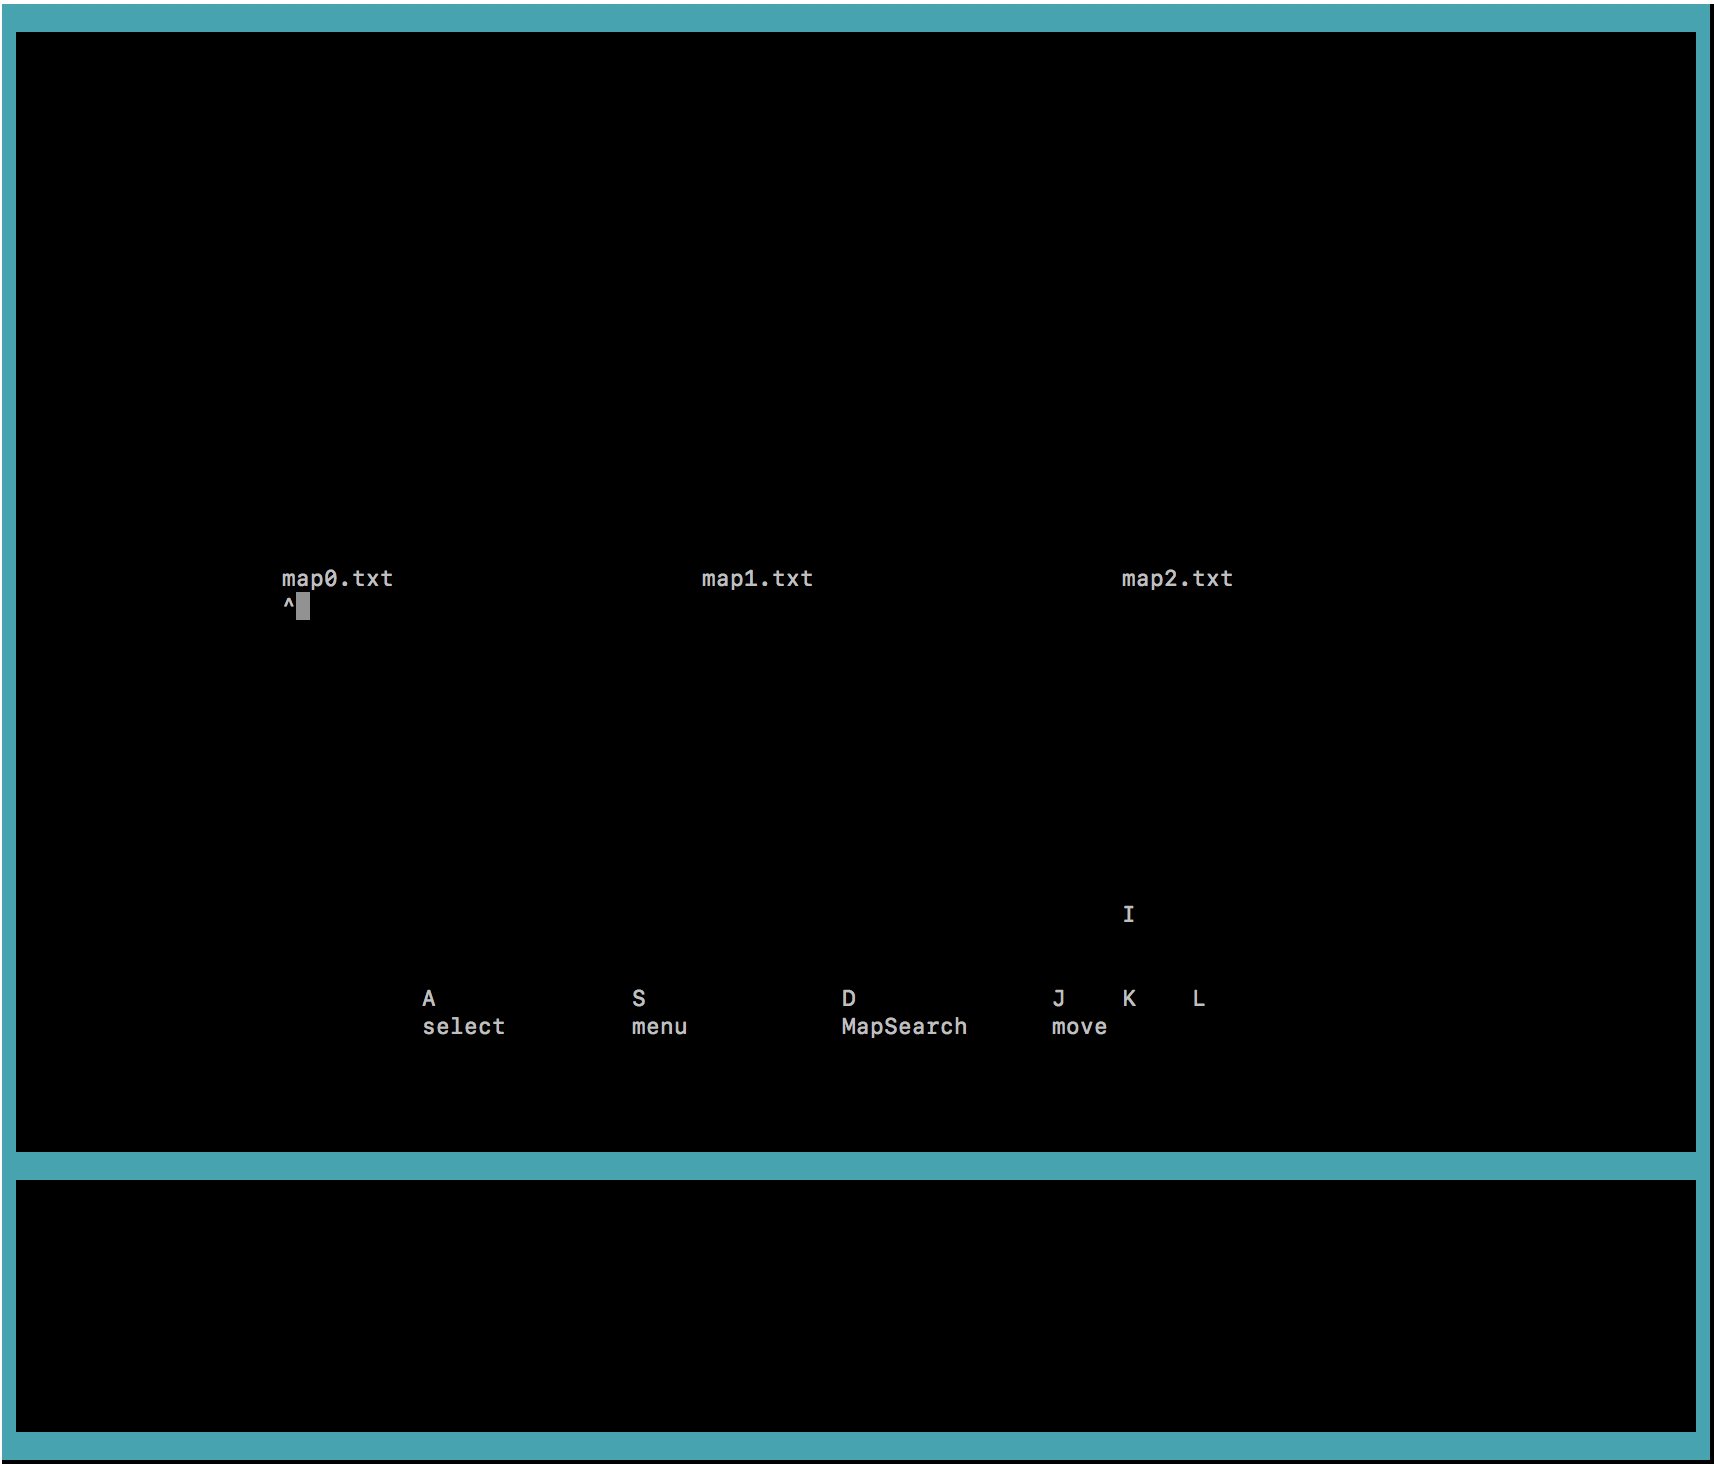 map0.txt map1.txt map2.txt
^
I
A S D J K L
select menu MapSearch move